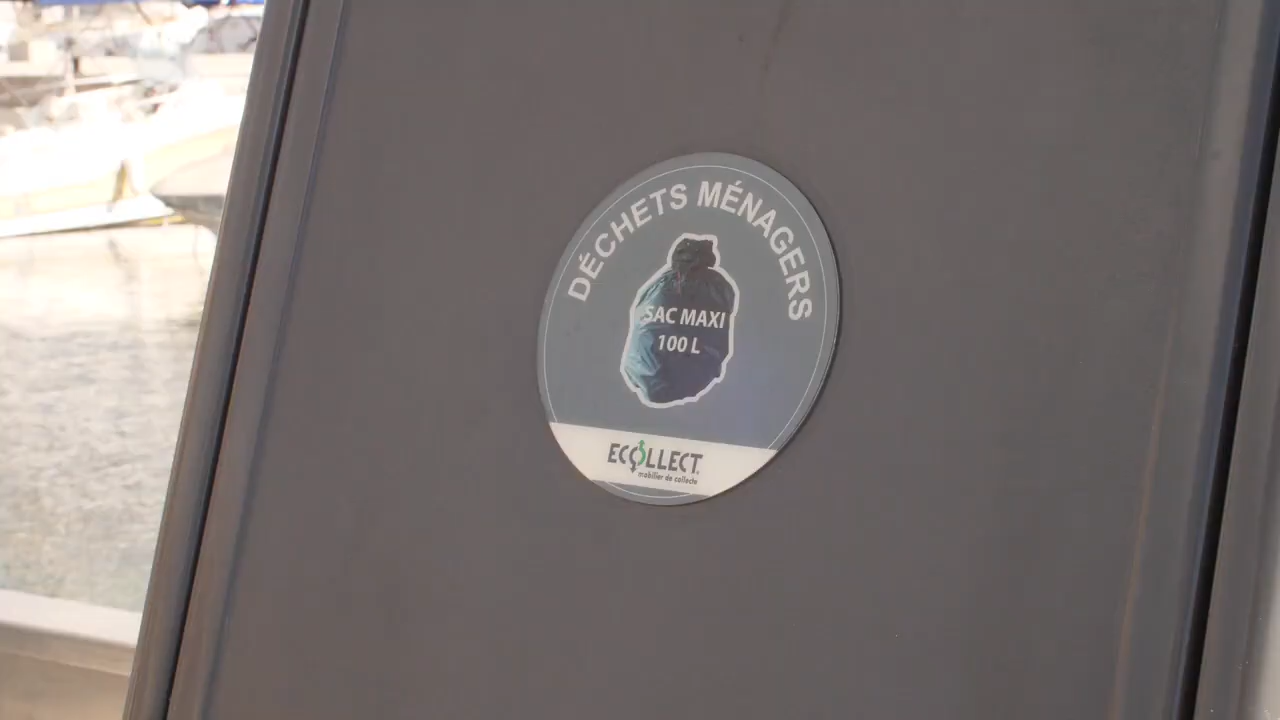 DÉCHETS MÉNAGERS
SAC MAXI
100 L
ECOLLECT
mobilier de collecte